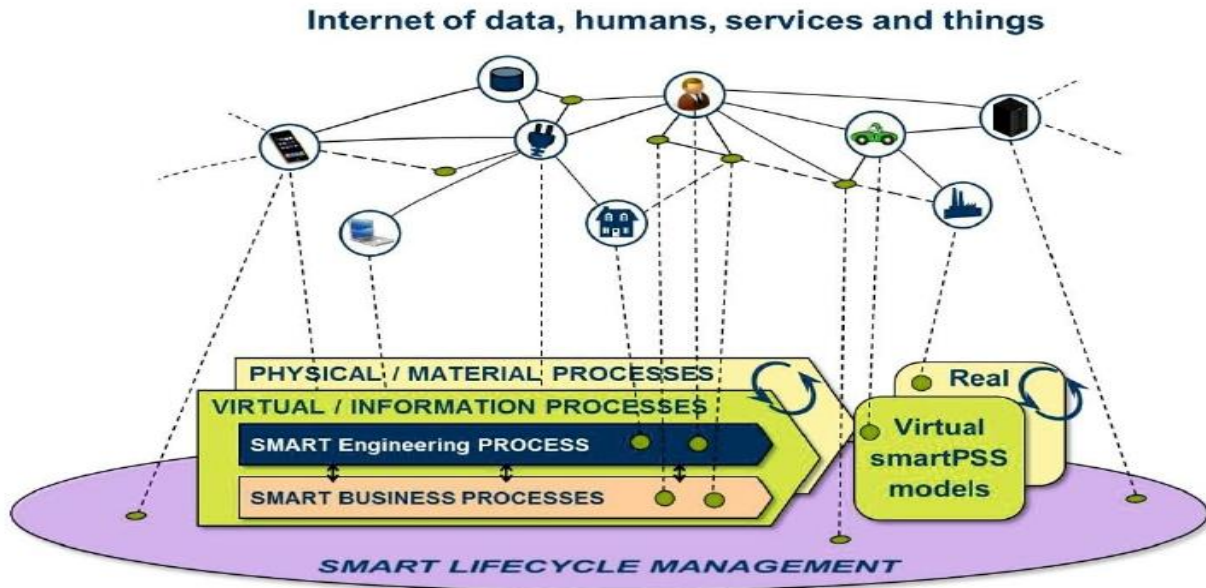 Internet of data, humans, services and things
PHYSICAL / MATERIAL PROCESSES
VIRTUAL / INFORMATION PROCESSES
SMART Engineering PROCESS
SMART BUSINESS PROCESSES
Real
Virtual
smartPSS
models
SMART LIFECYCLE MANAGEMENT